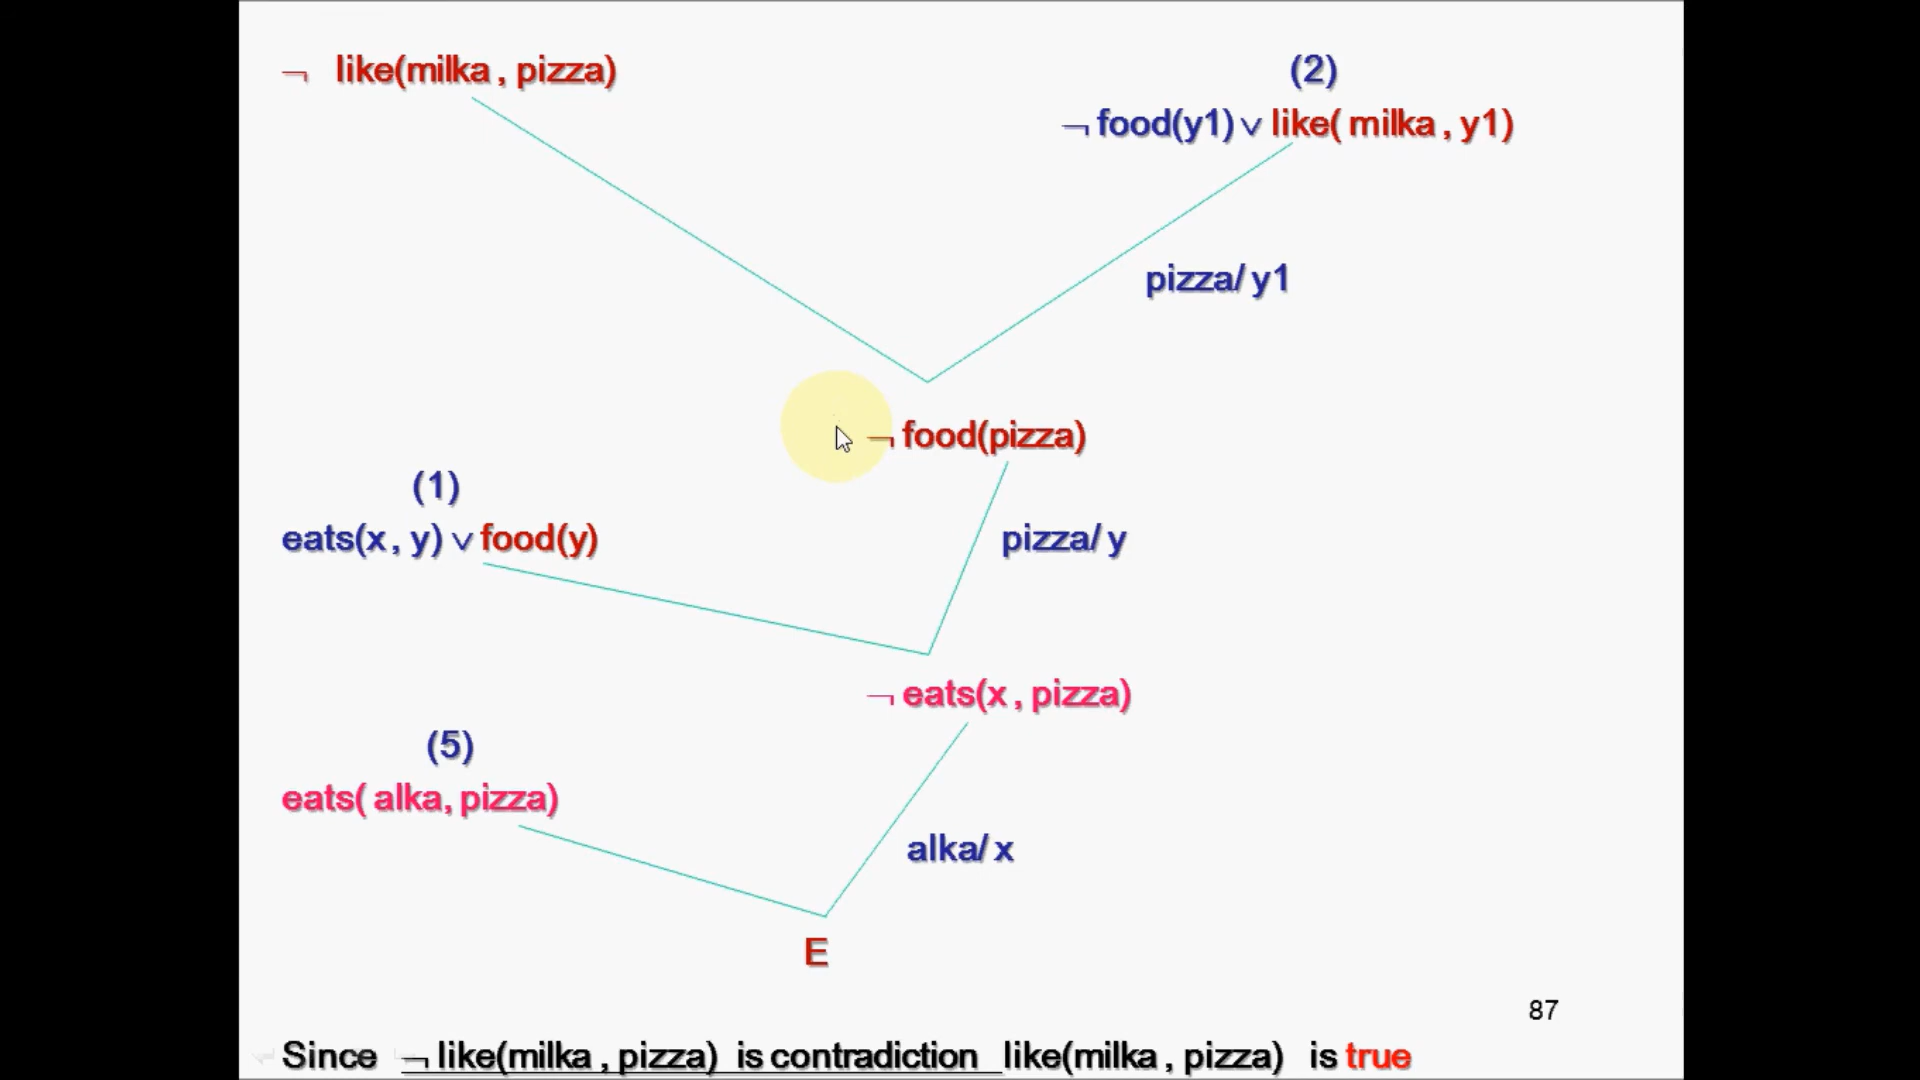 ¬ like(milka , pizza)
(2)
¬ food(y1) ∨ like( milka , y1)
pizza/ y1
¬ food(pizza)
(1)
eats(x , y) ∨ food(y)
pizza/ y
¬ eats(x , pizza)
(5)
eats( alka, pizza)
alka/ x
E
87
Since ¬ like(milka , pizza) is contradiction like(milka , pizza) is true